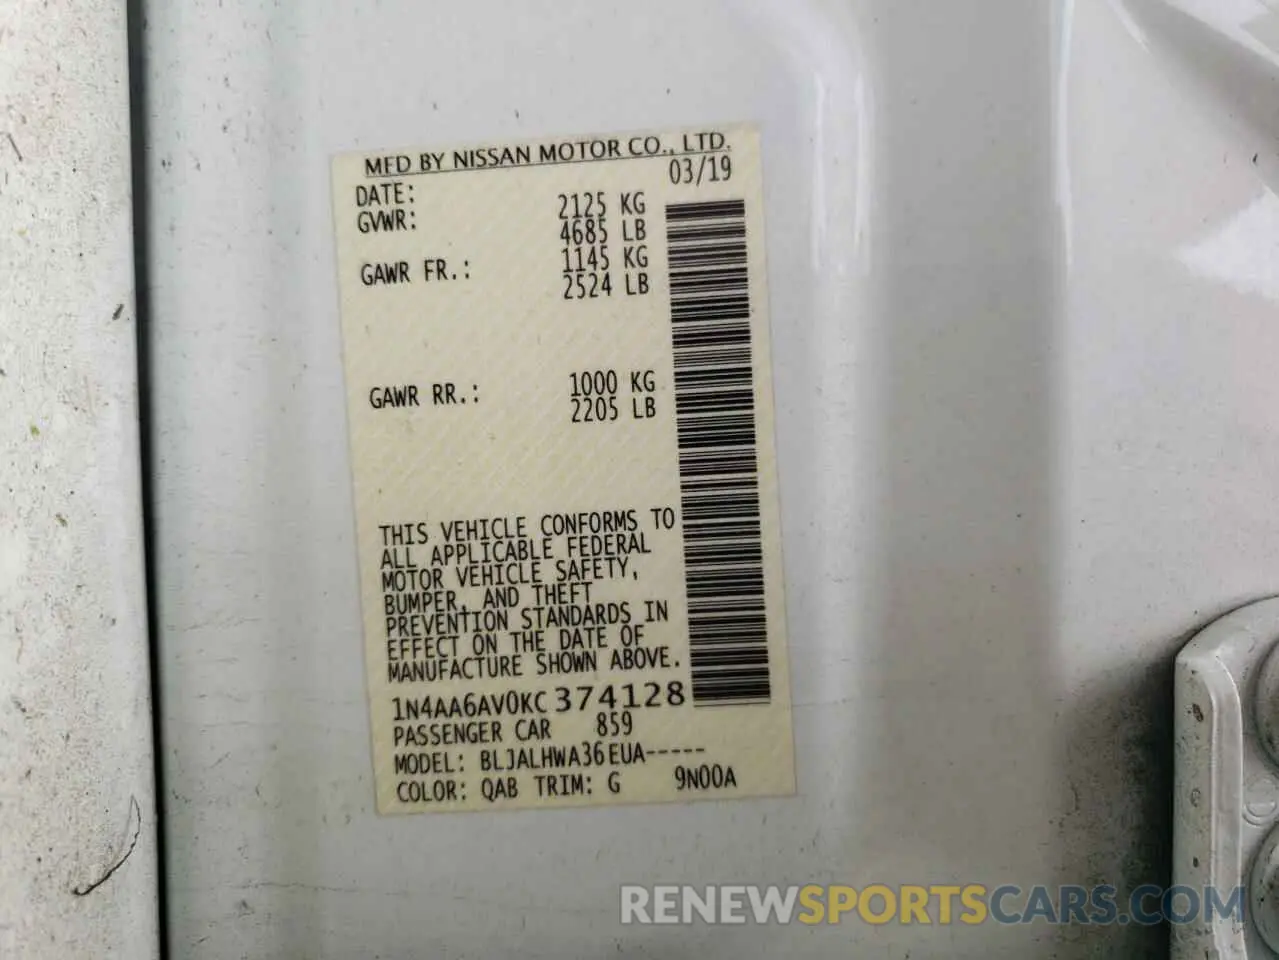 MFD BY NISSAN MOTOR CO., LTD.
DATE: 03/19
GVWR: 2125 KG
4685 LB
GAWR FR.: 1145 KG
2524 LB
GAWR RR.: 1000 KG
2205 LB
THIS VEHICLE CONFORMS TO
ALL APPLICABLE FEDERAL
MOTOR VEHICLE SAFETY,
BUMPER, AND THEFT
PREVENTION STANDARDS IN
EFFECT ON THE DATE OF
MANUFACTURE SHOWN ABOVE.
1N4AA6AV0KC374128
PASSENGER CAR 859
MODEL: BLJALHWA36EUA-----
COLOR: QAB TRIM: G 9N00A
RENEWSPORTSCARS.COM